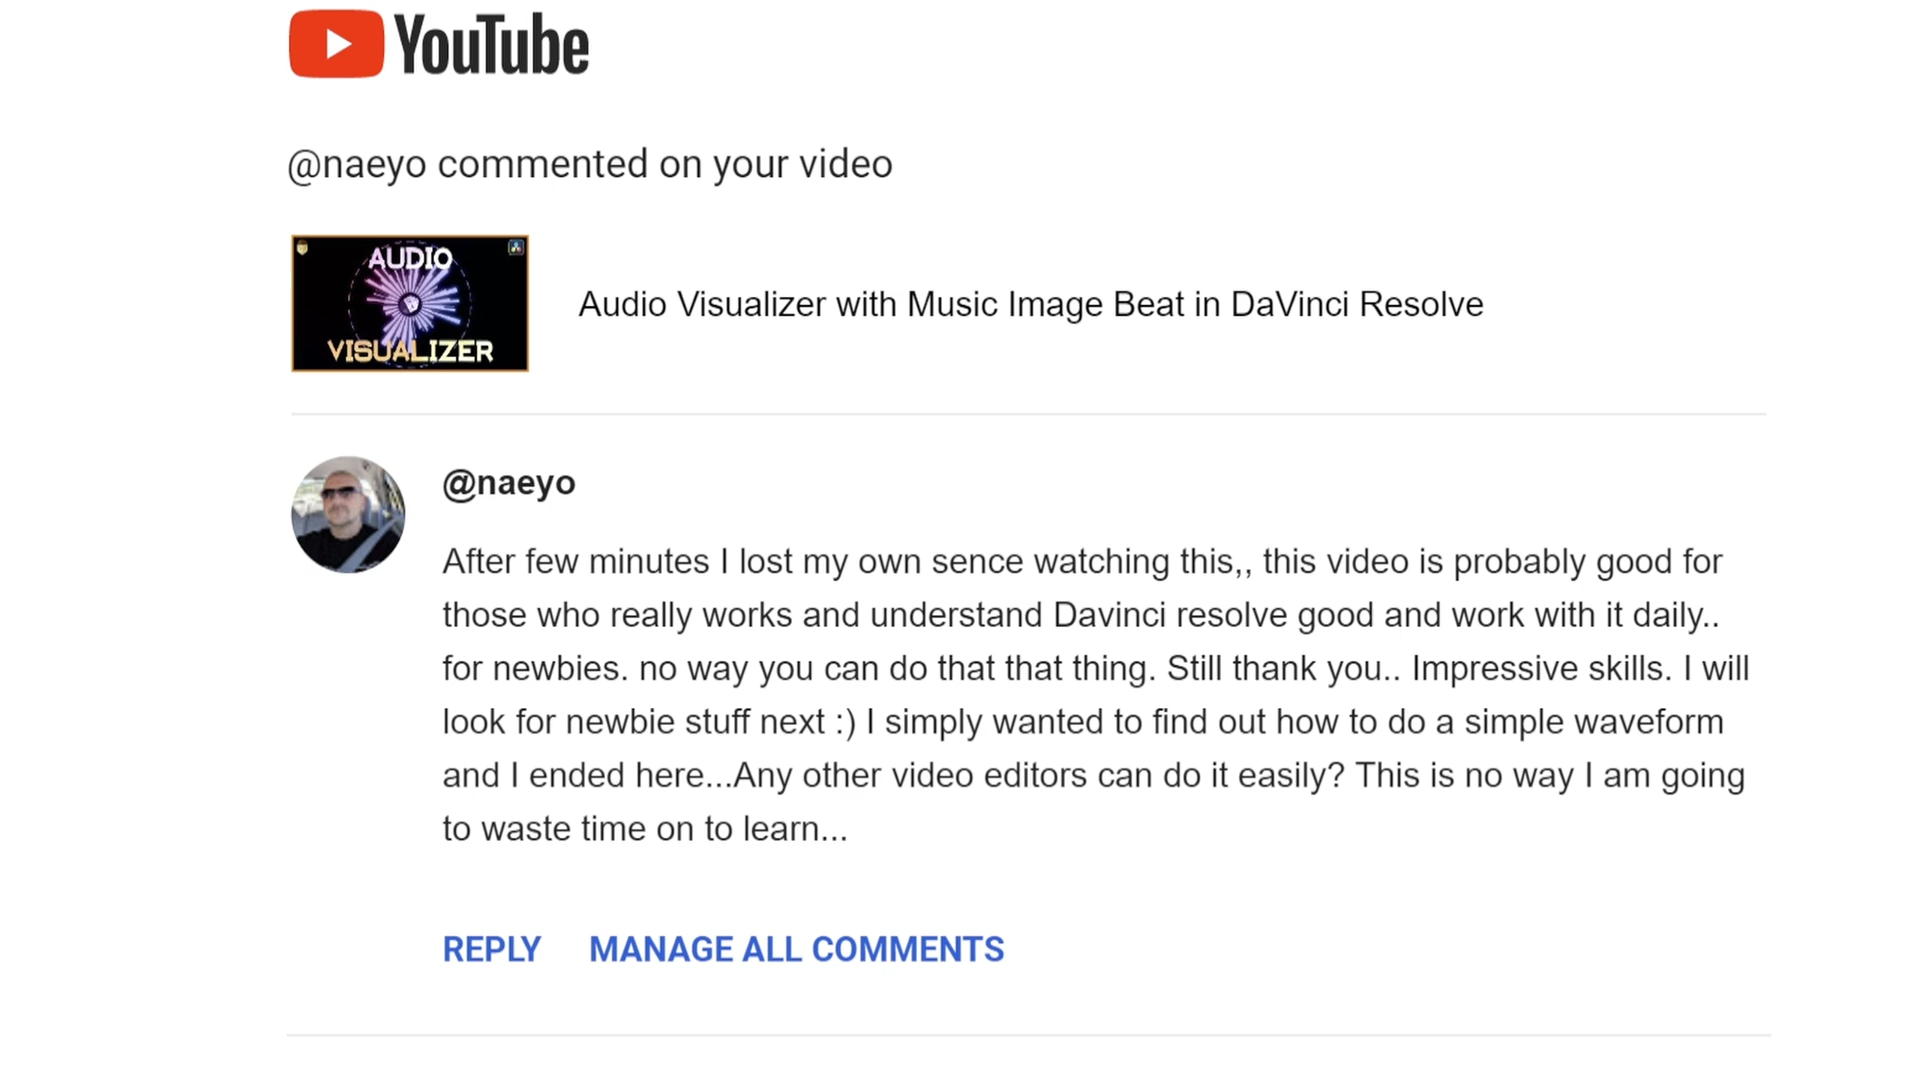 YouTube
@naeyo commented on your video
AUDIO
VISUALIZER
Audio Visualizer with Music Image Beat in DaVinci Resolve
@naeyo
After few minutes I lost my own sence watching this,, this video is probably good for
those who really works and understand Davinci resolve good and work with it daily..
for newbies. no way you can do that that thing. Still thank you.. Impressive skills. I will
look for newbie stuff next :) I simply wanted to find out how to do a simple waveform
and I ended here...Any other video editors can do it easily? This is no way I am going
to waste time on to learn...
REPLY MANAGE ALL COMMENTS